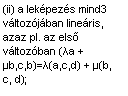 (ii) a leképezés mind3
változójában lineáris,
azaz pl. az első
változóban (λa +
μb,c,b)=λ(a,c,d) + μ(b,
c, d);